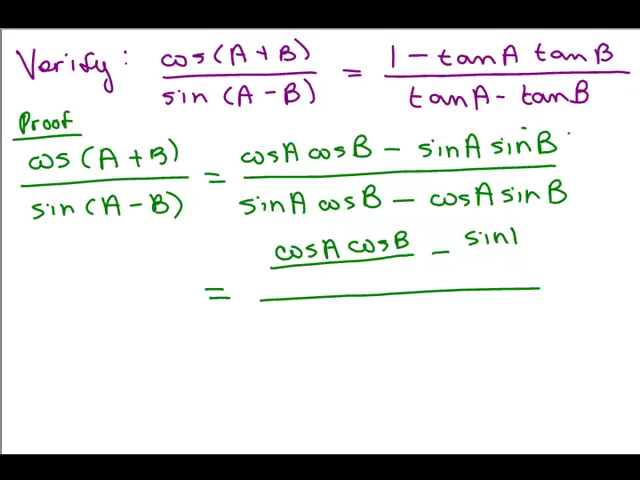 Verify: cos(A+B) / sin(A-B) = 1 - tanA tanB / tanA - tanB
Proof
cos(A+B) / sin(A-B) = cosA cosB - sinA sinB / sinA cosB - cosA sinB
= cosA cosB - sin